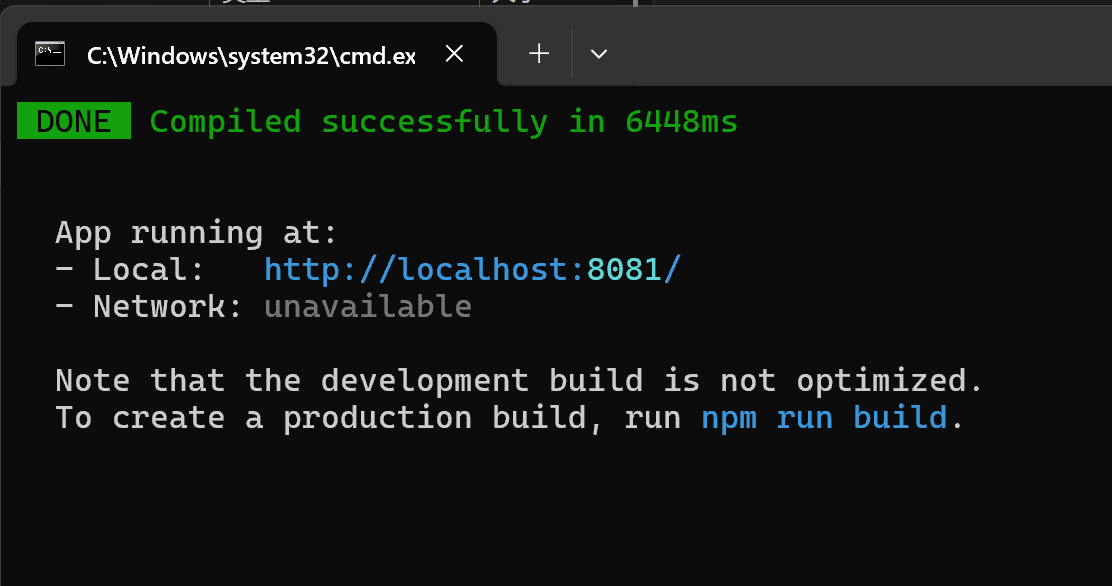 C:\Windows\system32\cmd.ex
DONE Compiled successfully in 6448ms
App running at:
- Local: http://localhost:8081/
- Network: unavailable
Note that the development build is not optimized.
To create a production build, run npm run build.